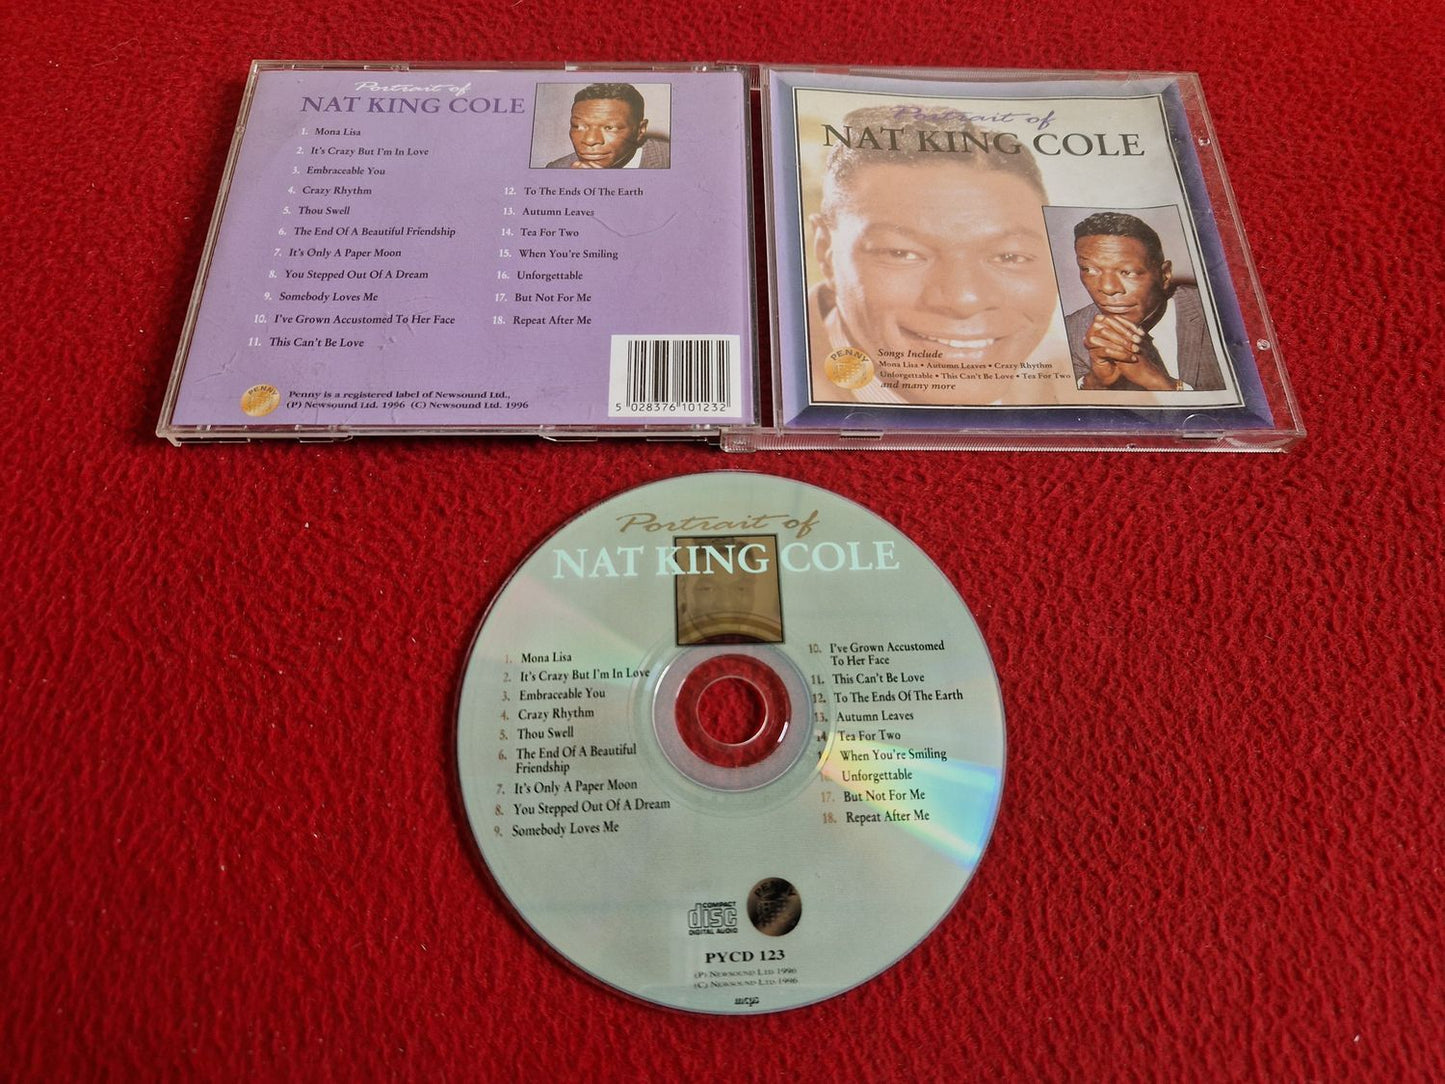 Portrait of
NAT KING COLE
1. Mona Lisa
2. It's Crazy But I'm In Love
3. Embraceable You
4. Crazy Rhythm
5. Thou Swell
6. The End Of A Beautiful Friendship
7. It's Only A Paper Moon
8. You Stepped Out Of A Dream
9. Somebody Loves Me
10. I've Grown Accustomed To Her Face
11. This Can't Be Love
12. To The Ends Of The Earth
13. Autumn Leaves
14. Tea For Two
15. When You're Smiling
16. Unforgettable
17. But Not For Me
18. Repeat After Me
PENNY
Penny is a registered label of Newsound Ltd.,
(P) Newsound Ltd. 1996 (C) Newsound Ltd. 1996
5 028376 101232
Portrait of
NAT KING COLE
PENNY
Songs Include
Mona Lisa • Autumn Leaves • Crazy Rhythm
Unforgettable • This Can't Be Love • Tea For Two
and many more
Portrait of
NAT KING COLE
1. Mona Lisa
2. It's Crazy But I'm In Love
3. Embraceable You
4. Crazy Rhythm
5. Thou Swell
6. The End Of A Beautiful
Friendship
7. It's Only A Paper Moon
8. You Stepped Out Of A Dream
9. Somebody Loves Me
10. I've Grown Accustomed
To Her Face
11. This Can't Be Love
12. To The Ends Of The Earth
13. Autumn Leaves
14 Tea For Two
When You're Smiling
Unforgettable
17. But Not For Me
18. Repeat After Me
COMPACT
disc
DIGITAL AUDIO
PENNY
PYCD 123
(P) Newsound Ltd 1996
(C) Newsound Ltd 1996
mcps